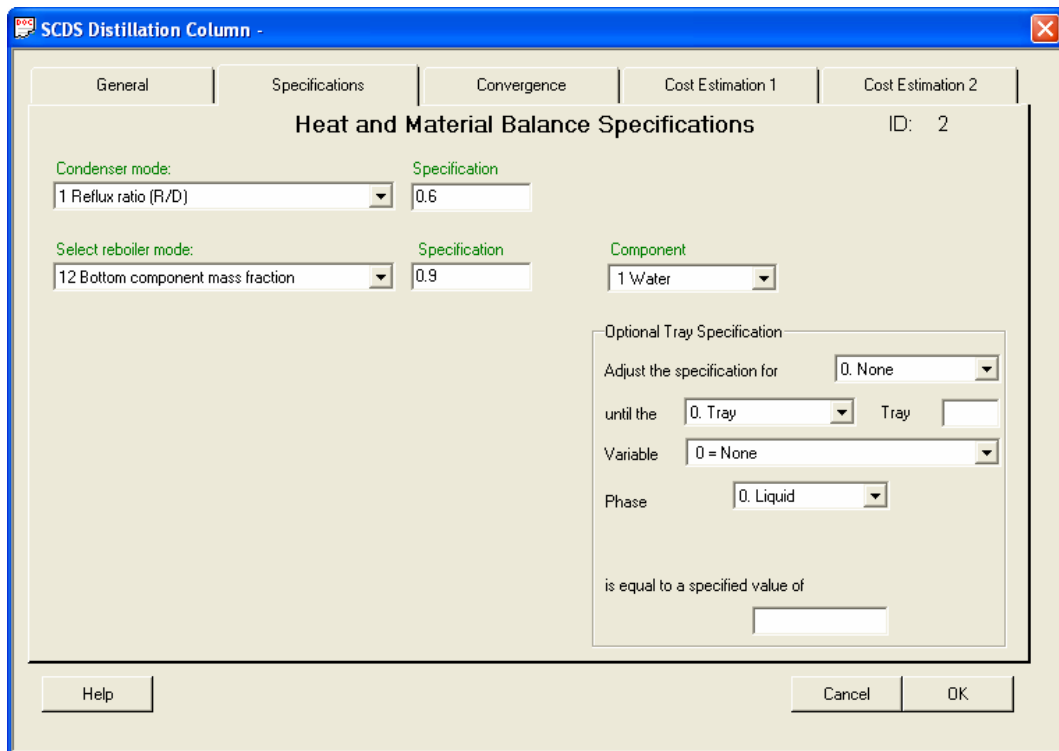 DOC SCDS Distillation Column -
General Specifications Convergence Cost Estimation 1 Cost Estimation 2
Heat and Material Balance Specifications ID: 2
Condenser mode: Specification
1 Reflux ratio (R/D) 0.6
Select reboiler mode: Specification Component
12 Bottom component mass fraction 0.9 1 Water
Optional Tray Specification
Adjust the specification for 0. None
until the 0. Tray Tray
Variable 0 = None
Phase 0. Liquid
is equal to a specified value of
Help Cancel OK